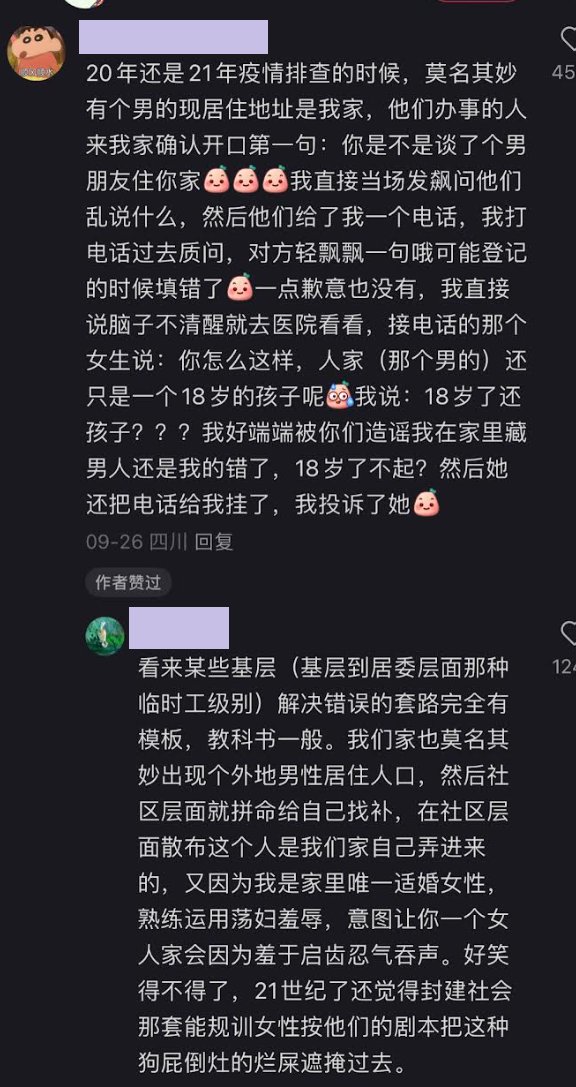 20年还是21年疫情排查的时候，莫名其妙
有个男的现居住地址是我家，他们办事的人
来我家确认开口第一句：你是不是谈了个男
朋友住你家我直接当场发飙问他们
乱说什么，然后他们给了我一个电话，我打
电话过去质问，对方轻飘飘一句哦可能登记
的时候填错了一点歉意也没有，我直接
说脑子不清醒就去医院看看，接电话的那个
女生说：你怎么这样，人家（那个男的）还
只是一个18岁的孩子呢我说：18岁了还
孩子？？？我好端端被你们造谣我在家里藏
男人还是我的错了，18岁了不起？然后她
还把电话给我挂了，我投诉了她
09-26 四川 回复
作者赞过
看来某些基层（基层到居委层面那种
临时工级别）解决错误的套路完全有
模板，教科书一般。我们家也莫名其
妙出现个外地男性居住人口，然后社
区层面就拼命给自己找补，在社区层
面散布这个人是我们家自己弄进来
的，又因为我是家里唯一适婚女性，
熟练运用荡妇羞辱，意图让你一个女
人家会因为羞于启齿忍气吞声。好笑
得不得了，21世纪了还觉得封建社会
那套能规训女性按他们的剧本把这种
狗屁倒灶的烂屎遮掩过去。